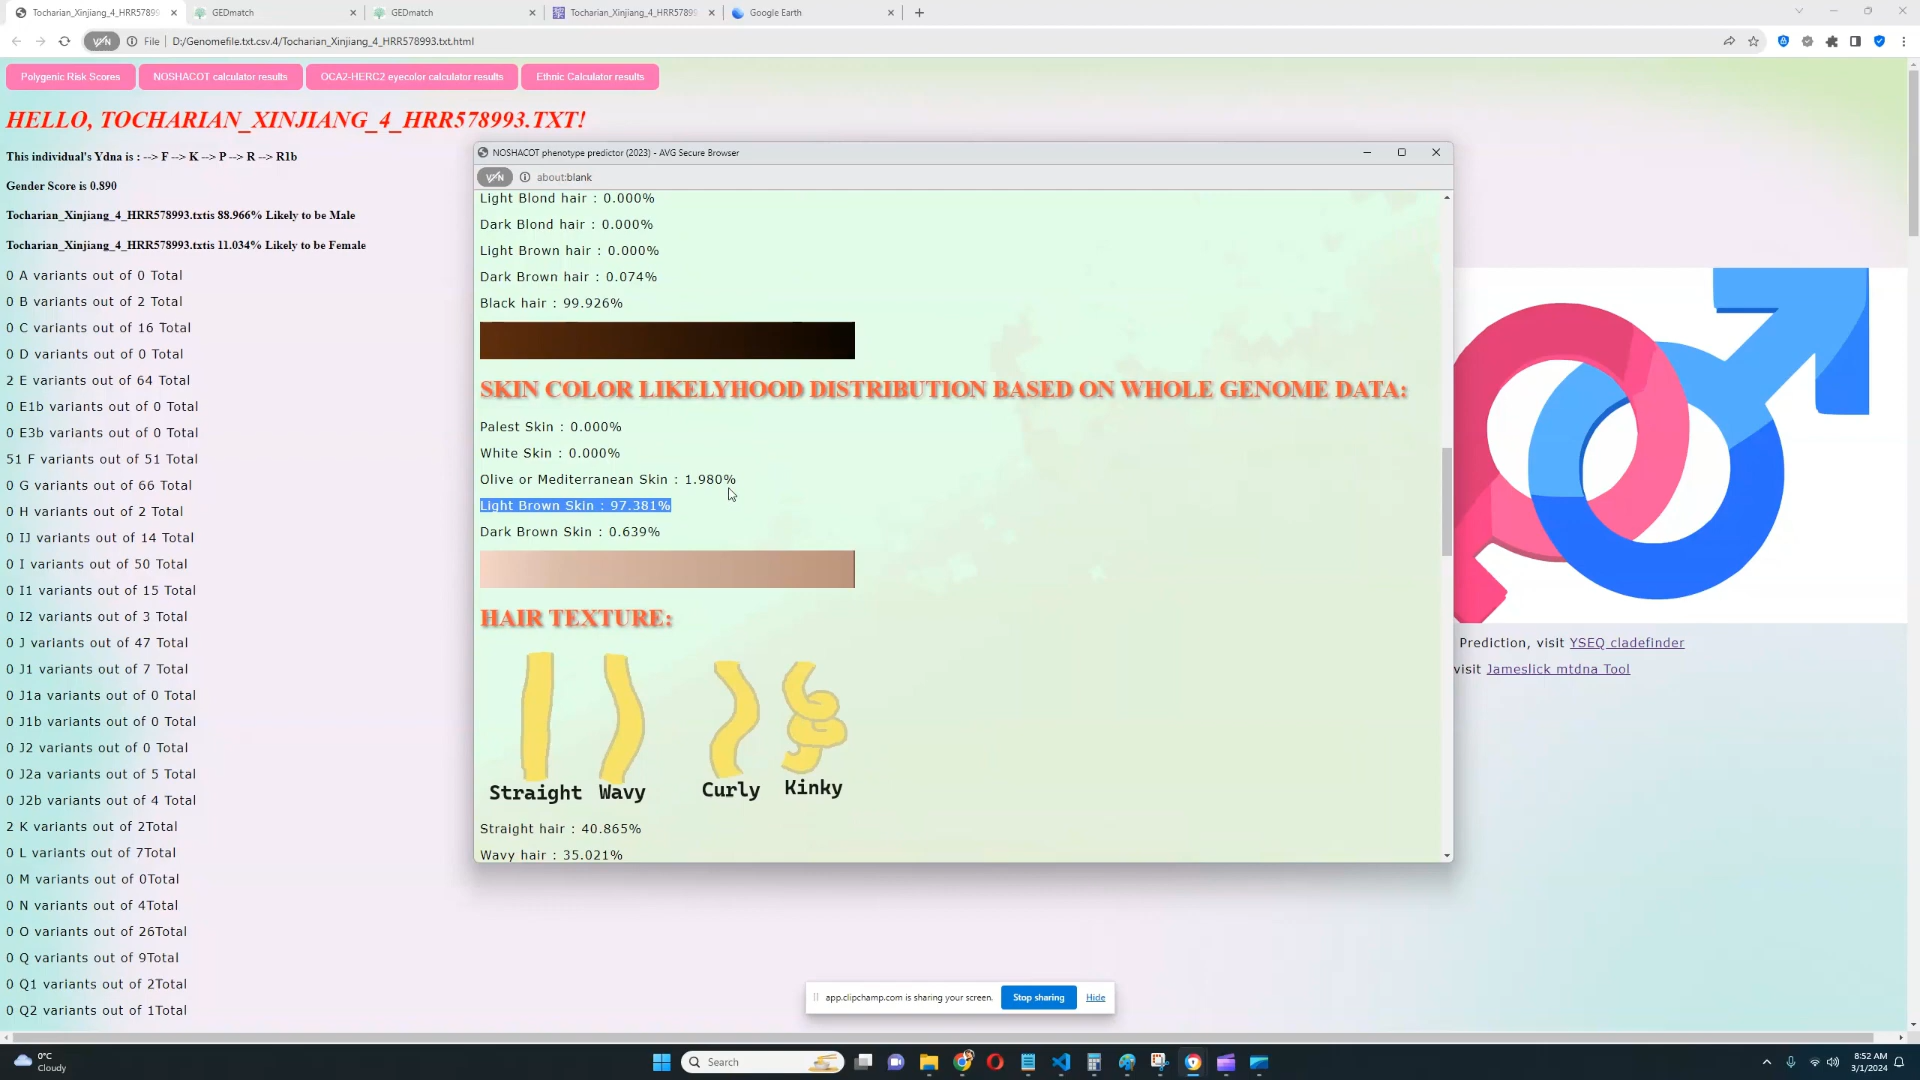 Tocharian_Xinjiang_4_HRR57899
GEDmatch
GEDmatch
Tocharian_Xinjiang_4_HRR57899
Google Earth
VPN
File
D:/Genomefile.txt.csv.4/Tocharian_Xinjiang_4_HRR578993.txt.html
Polygenic Risk Scores
NOSHACOT calculator results
OCA2-HERC2 eyecolor calculator results
Ethnic Calculator results
HELLO, TOCHARIAN_XINJIANG_4_HRR578993.TXT!
This individual's Ydna is : --> F --> K --> P --> R --> R1b
Gender Score is 0.890
Tocharian_Xinjiang_4_HRR578993.txtis 88.966% Likely to be Male
Tocharian_Xinjiang_4_HRR578993.txtis 11.034% Likely to be Female
0 A variants out of 0 Total
0 B variants out of 2 Total
0 C variants out of 16 Total
0 D variants out of 0 Total
2 E variants out of 64 Total
0 E1b variants out of 0 Total
0 E3b variants out of 0 Total
51 F variants out of 51 Total
0 G variants out of 66 Total
0 H variants out of 2 Total
0 IJ variants out of 14 Total
0 I variants out of 50 Total
0 I1 variants out of 15 Total
0 I2 variants out of 3 Total
0 J variants out of 47 Total
0 J1 variants out of 7 Total
0 J1a variants out of 0 Total
0 J1b variants out of 0 Total
0 J2 variants out of 0 Total
0 J2a variants out of 5 Total
0 J2b variants out of 4 Total
2 K variants out of 2Total
0 L variants out of 7Total
0 M variants out of 0Total
0 N variants out of 4Total
0 O variants out of 26Total
0 Q variants out of 9Total
0 Q1 variants out of 2Total
0 Q2 variants out of 1Total
NOSHACOT phenotype predictor (2023) - AVG Secure Browser
VPN
about:blank
Light Blond hair : 0.000%
Dark Blond hair : 0.000%
Light Brown hair : 0.000%
Dark Brown hair : 0.074%
Black hair : 99.926%
SKIN COLOR LIKELYHOOD DISTRIBUTION BASED ON WHOLE GENOME DATA:
Palest Skin : 0.000%
White Skin : 0.000%
Olive or Mediterranean Skin : 1.980%
Light Brown Skin : 97.381%
Dark Brown Skin : 0.639%
HAIR TEXTURE:
Straight Wavy Curly Kinky
Straight hair : 40.865%
Wavy hair : 35.021%
Prediction, visit YSEQ cladefinder
visit Jameslick mtdna Tool
app.clipchamp.com is sharing your screen.
Stop sharing
Hide
0°C
Cloudy
Search
8:52 AM
3/1/2024